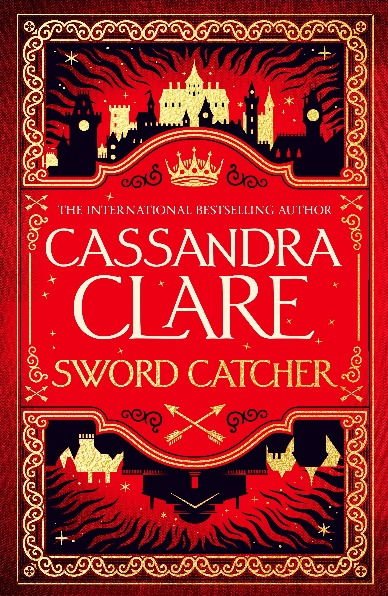 THE INTERNATIONAL BESTSELLING AUTHOR
CASSANDRA
CLARE
SWORD CATCHER